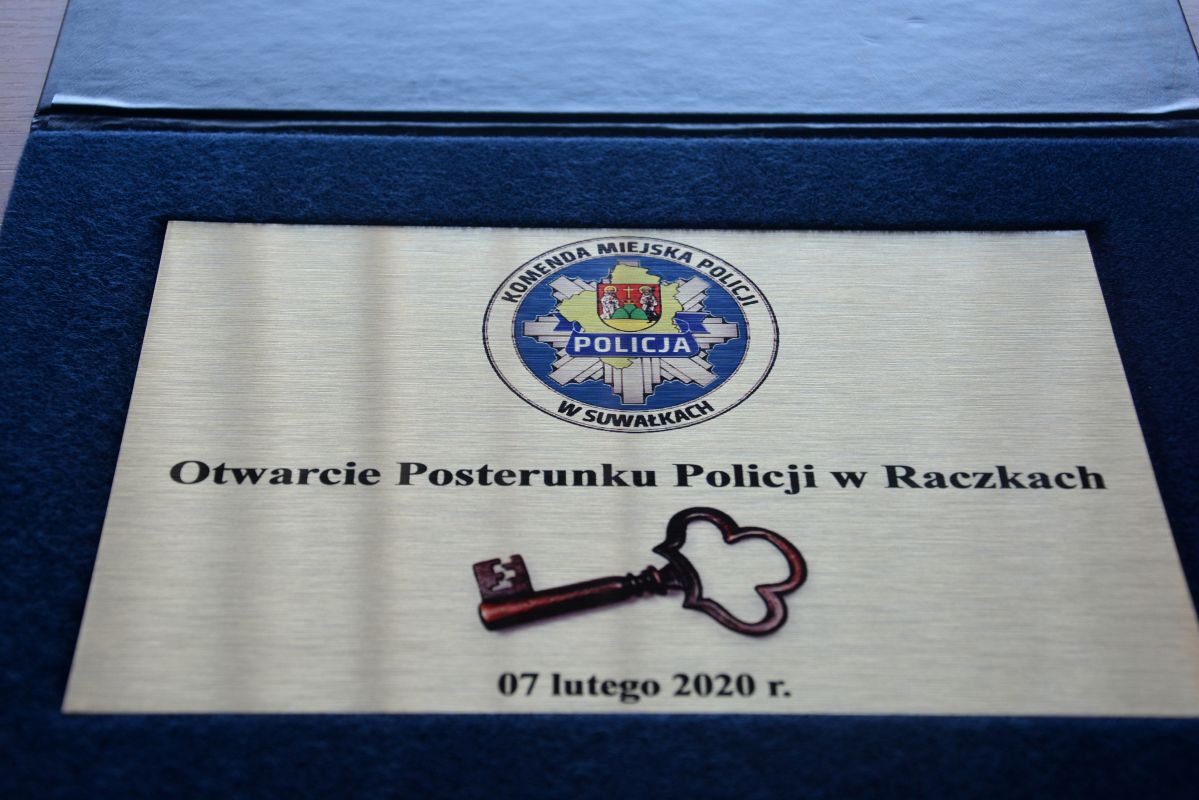 KOMENDA MIEJSKA POLICJI
POLICJA
W SUWAŁKACH
Otwarcie Posterunku Policji w Raczkach
07 lutego 2020 r.